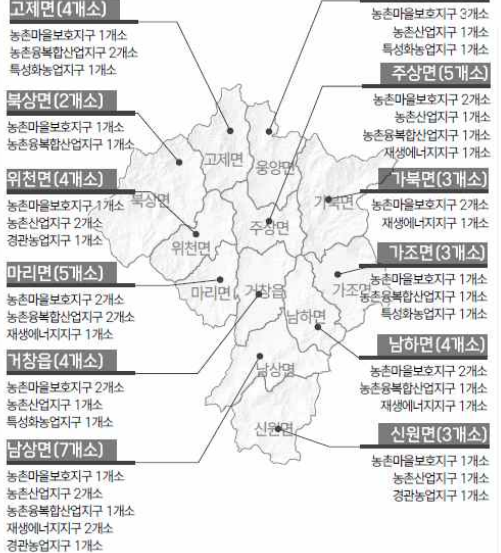 고제면(4개소)
농촌마을보호지구 1개소
농촌융복합산업지구 2개소
특성화농업지구 1개소
북상면(2개소)
농촌마을보호지구 1개소
농촌융복합산업지구 1개소
위천면(4개소)
농촌마을보호지구 1개소
농촌산업지구 2개소
경관농업지구 1개소
마리면(5개소)
농촌마을보호지구 2개소
농촌융복합산업지구 2개소
재생에너지지구 1개소
거창읍(4개소)
농촌마을보호지구 2개소
농촌산업지구 1개소
특성화농업지구 1개소
남상면(7개소)
농촌마을보호지구 1개소
농촌산업지구 2개소
농촌융복합산업지구 1개소
재생에너지지구 2개소
경관농업지구 1개소
고제면
웅양면
북상면
가북면
주상면
위천면
마리면
거창읍
가조면
남하면
남상면
신원면
농촌마을보호지구 3개소
농촌산업지구 1개소
특성화농업지구 1개소
주상면(5개소)
농촌마을보호지구 2개소
농촌산업지구 1개소
농촌융복합산업지구 1개소
재생에너지지구 1개소
가북면(3개소)
농촌마을보호지구 2개소
재생에너지지구 1개소
가조면(3개소)
농촌마을보호지구 1개소
농촌융복합산업지구 1개소
특성화농업지구 1개소
남하면(4개소)
농촌마을보호지구 2개소
농촌융복합산업지구 1개소
재생에너지지구 1개소
신원면(3개소)
농촌마을보호지구 1개소
농촌산업지구 1개소
경관농업지구 1개소